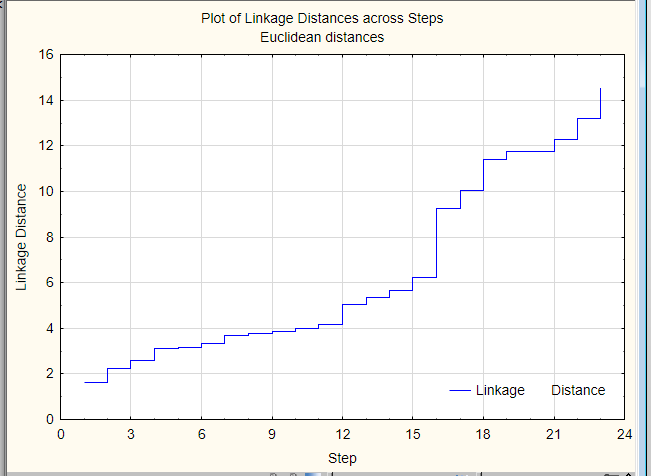 Plot of Linkage Distances across Steps
Euclidean distances
16
14
12
10
8
6
4
2
0
Linkage Distance
Linkage Distance
0 3 6 9 12 15 18 21 24
Step